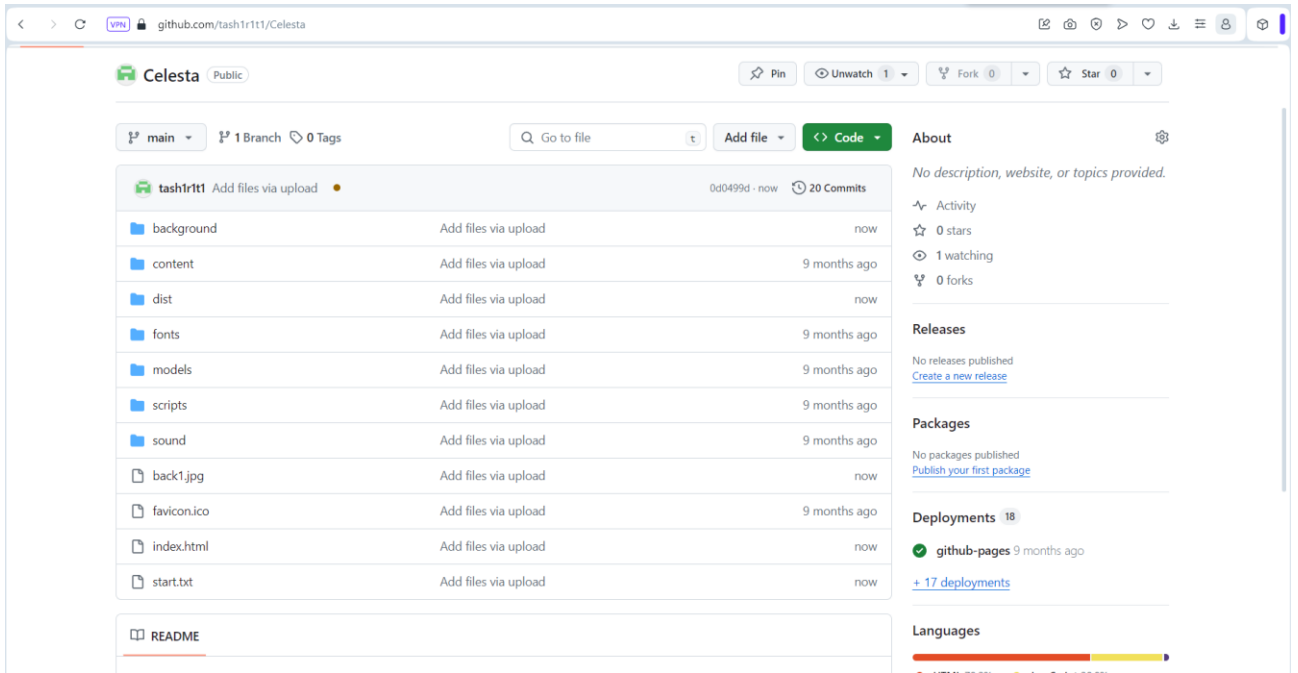 VPN github.com/tash1r1t1/Celesta
Celesta Public Pin Unwatch 1 Fork 0 Star 0
main 1 Branch 0 Tags Go to file t Add file <> Code
tash1r1t1 Add files via upload 0d0499d · now 20 Commits
background Add files via upload now
content Add files via upload 9 months ago
dist Add files via upload now
fonts Add files via upload 9 months ago
models Add files via upload 9 months ago
scripts Add files via upload 9 months ago
sound Add files via upload 9 months ago
back1.jpg Add files via upload now
favicon.ico Add files via upload 9 months ago
index.html Add files via upload now
start.txt Add files via upload now
README
About
No description, website, or topics provided.
Activity
0 stars
1 watching
0 forks
Releases
No releases published
Create a new release
Packages
No packages published
Publish your first package
Deployments 18
github-pages 9 months ago
+ 17 deployments
Languages